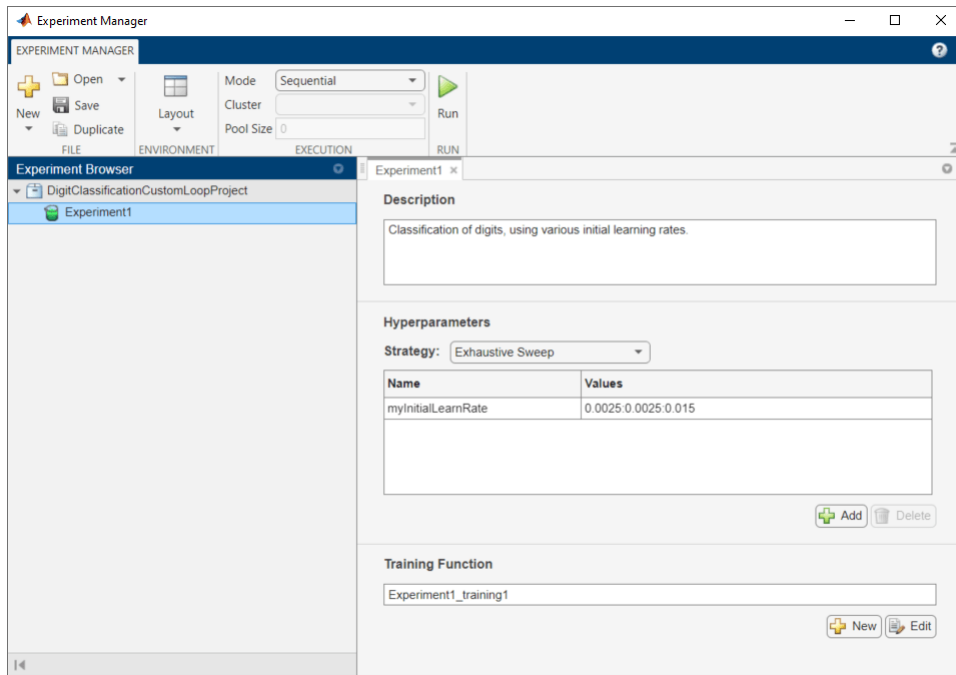 Experiment Manager
EXPERIMENT MANAGER
?
New
Open
Save
Duplicate
FILE
Layout
ENVIRONMENT
Mode Sequential
Cluster
Pool Size 0
EXECUTION
Run
RUN
Experiment Browser
DigitClassificationCustomLoopProject
Experiment1
Experiment1 ×
Description
Classification of digits, using various initial learning rates.
Hyperparameters
Strategy: Exhaustive Sweep
Name Values
myInitialLearnRate 0.0025:0.0025:0.015
Add Delete
Training Function
Experiment1_training1
New Edit